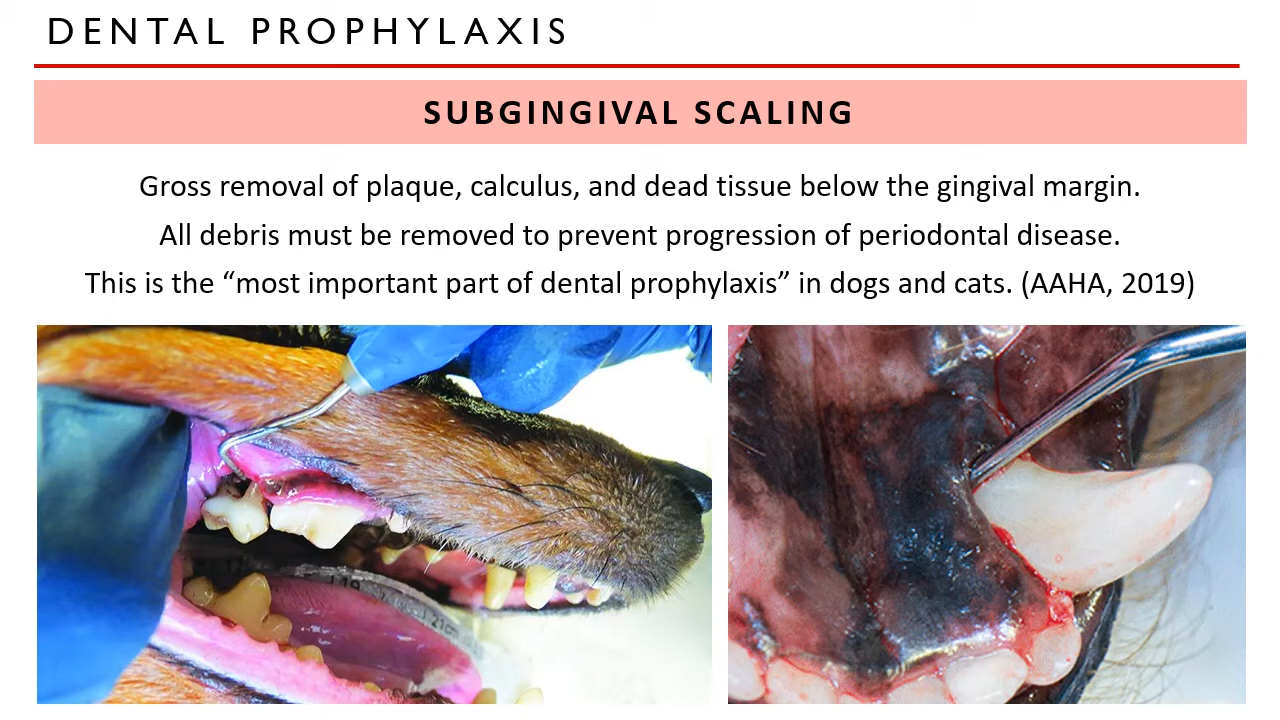 DENTAL PROPHYLAXIS
SUBGINGIVAL SCALING
Gross removal of plaque, calculus, and dead tissue below the gingival margin.
All debris must be removed to prevent progression of periodontal disease.
This is the “most important part of dental prophylaxis” in dogs and cats. (AAHA, 2019)
21cm